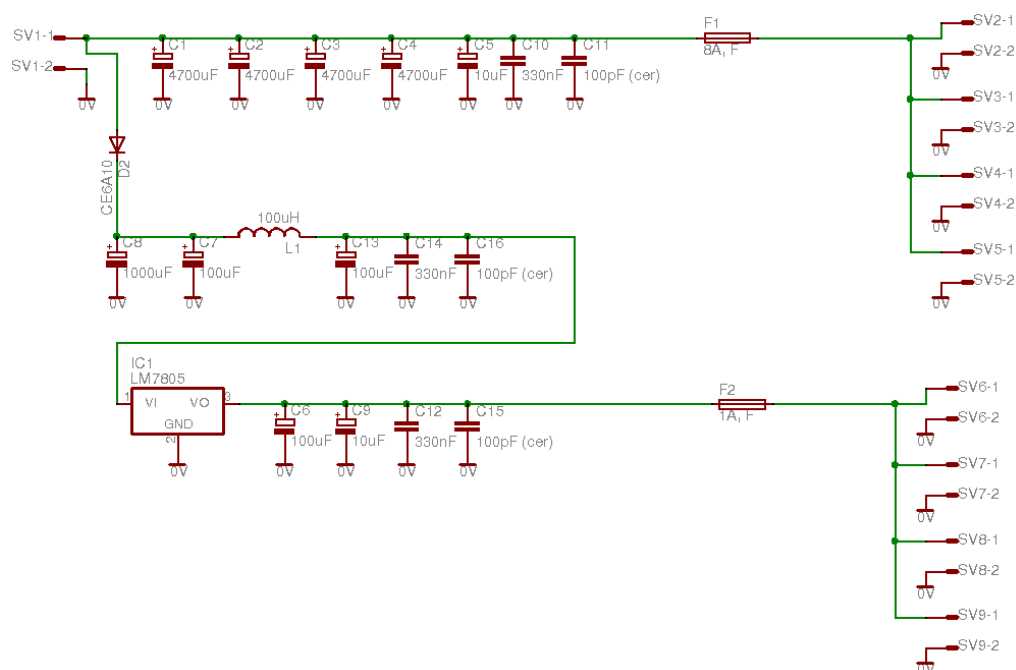 SV1-1
SV1-2
0V
C1
4700uF
0V
C2
4700uF
0V
C3
4700uF
0V
C4
4700uF
0V
C5
10uF
0V
C10
330nF
0V
C11
100pF (cer)
0V
F1
8A, F
SV2-1
SV2-2
0V
SV3-1
SV3-2
0V
SV4-1
SV4-2
0V
SV5-1
SV5-2
0V
CE6A10
D2
C8
1000uF
0V
C7
100uF
0V
100uH
L1
C13
100uF
0V
C14
330nF
0V
C16
100pF (cer)
0V
IC1
LM7805
1
VI
VO
3
GND
2
0V
C6
100uF
0V
C9
10uF
0V
C12
330nF
0V
C15
100pF (cer)
0V
F2
1A, F
SV6-1
SV6-2
0V
SV7-1
SV7-2
0V
SV8-1
SV8-2
0V
SV9-1
SV9-2
0V